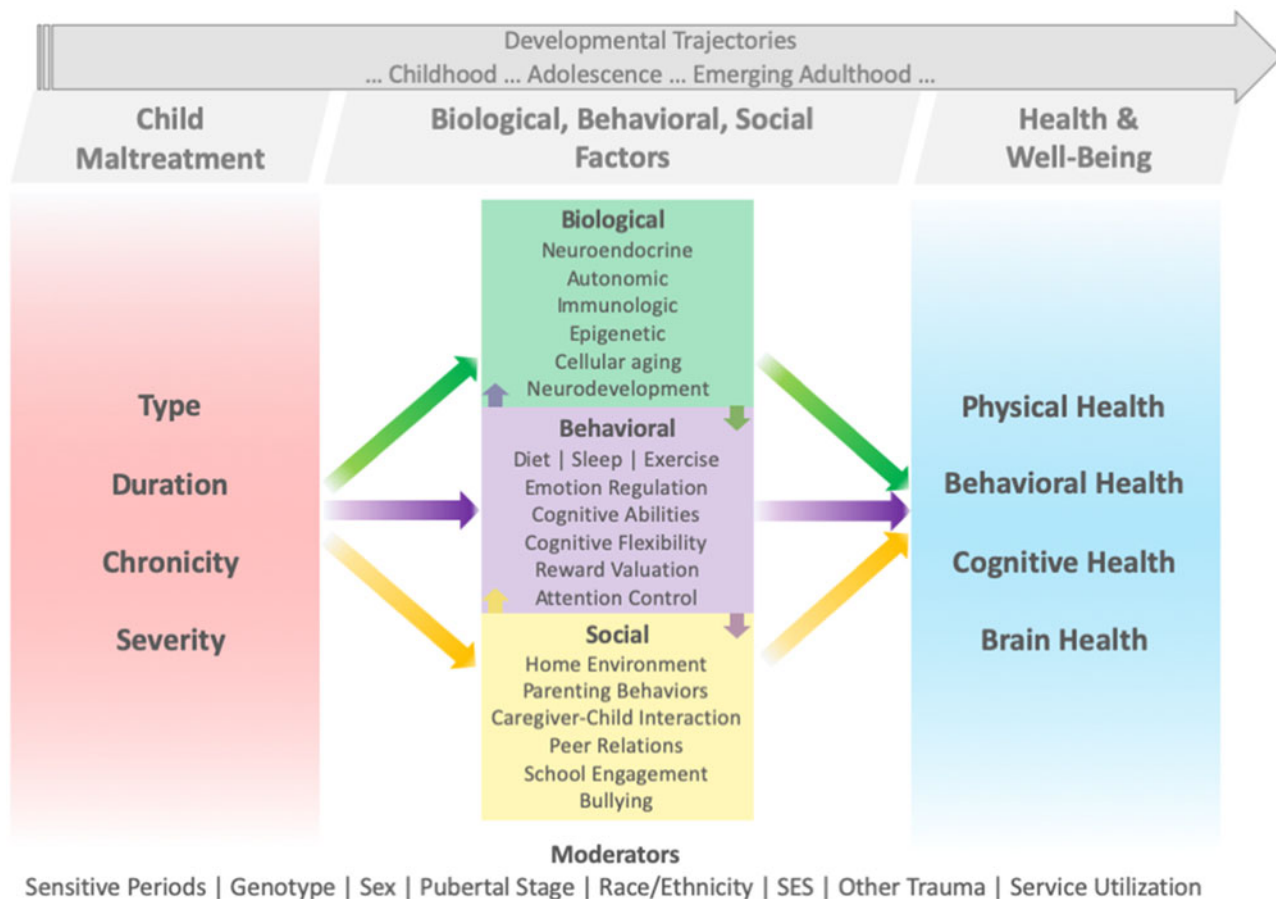 Developmental Trajectories
... Childhood ... Adolescence ... Emerging Adulthood ...
Child
Maltreatment
Biological, Behavioral, Social
Factors
Health &
Well-Being
Type
Duration
Chronicity
Severity
Biological
Neuroendocrine
Autonomic
Immunologic
Epigenetic
Cellular aging
Neurodevelopment
Behavioral
Diet | Sleep | Exercise
Emotion Regulation
Cognitive Abilities
Cognitive Flexibility
Reward Valuation
Attention Control
Social
Home Environment
Parenting Behaviors
Caregiver-Child Interaction
Peer Relations
School Engagement
Bullying
Physical Health
Behavioral Health
Cognitive Health
Brain Health
Moderators
Sensitive Periods | Genotype | Sex | Pubertal Stage | Race/Ethnicity | SES | Other Trauma | Service Utilization